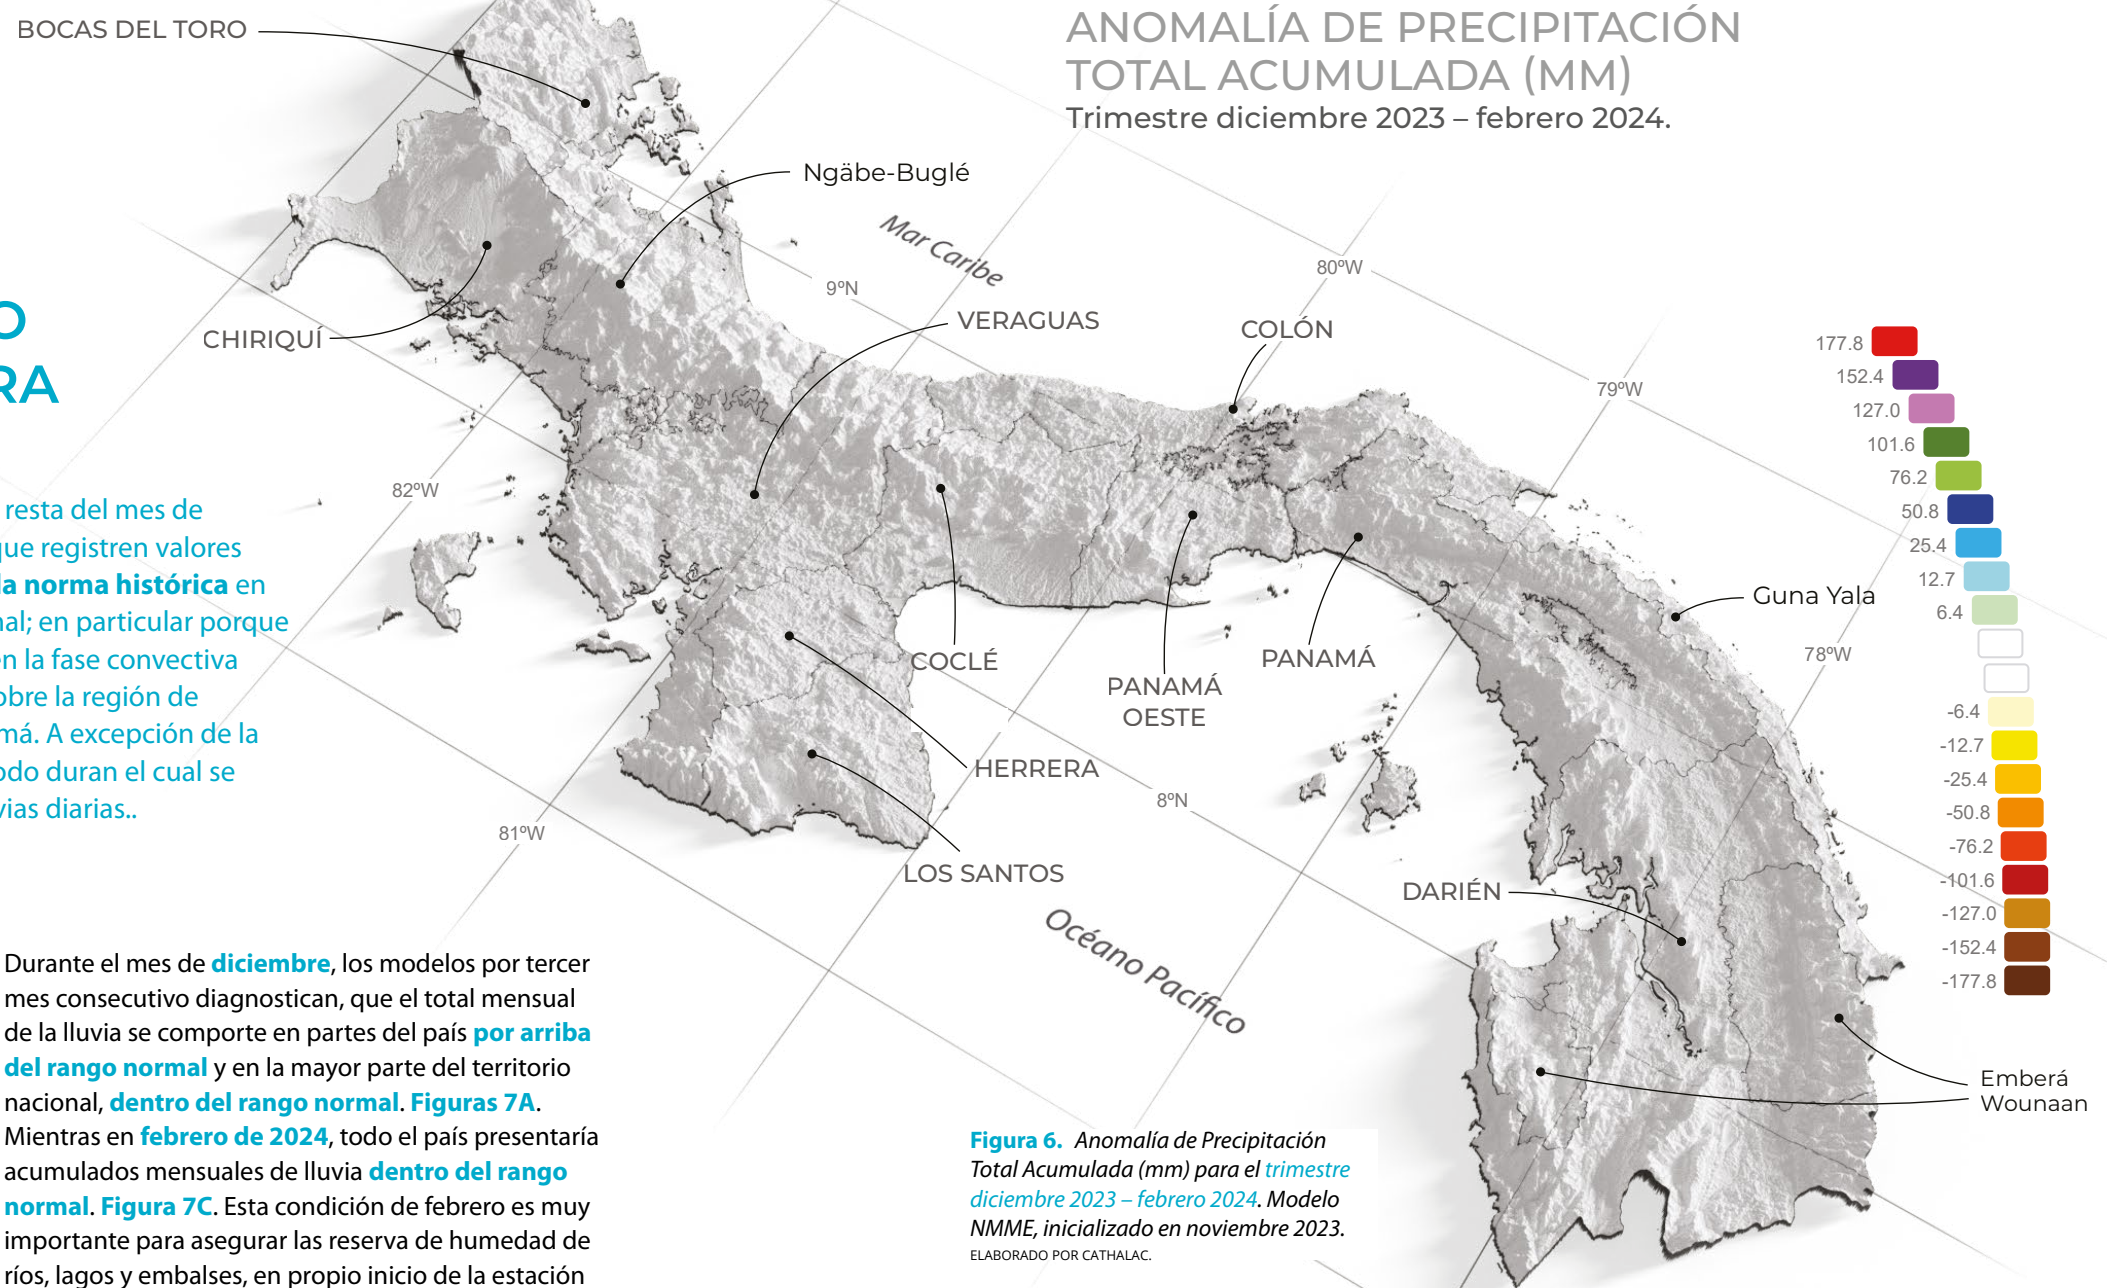 BOCAS DEL TORO
ANOMALÍA DE PRECIPITACIÓN
TOTAL ACUMULADA (MM)
Trimestre diciembre 2023 – febrero 2024.
Ngäbe-Buglé
Mar Caribe
9ºN
80ºW
CHIRIQUÍ
VERAGUAS
COLÓN
79ºW
82ºW
Guna Yala
78ºW
COCLÉ
PANAMÁ
OESTE
PANAMÁ
HERRERA
8ºN
81ºW
LOS SANTOS
DARIÉN
Océano Pacífico
Emberá
Wounaan
177.8
152.4
127.0
101.6
76.2
50.8
25.4
12.7
6.4
-6.4
-12.7
-25.4
-50.8
-76.2
-101.6
-127.0
-152.4
-177.8
O
RA
resta del mes de
que registren valores
la norma histórica en
nal; en particular porque
en la fase convectiva
obre la región de
má. A excepción de la
odo duran el cual se
vias diarias..
Durante el mes de diciembre, los modelos por tercer
mes consecutivo diagnostican, que el total mensual
de la lluvia se comporte en partes del país por arriba
del rango normal y en la mayor parte del territorio
nacional, dentro del rango normal. Figuras 7A.
Mientras en febrero de 2024, todo el país presentaría
acumulados mensuales de lluvia dentro del rango
normal. Figura 7C. Esta condición de febrero es muy
importante para asegurar las reserva de humedad de
ríos, lagos y embalses, en propio inicio de la estación
Figura 6. Anomalía de Precipitación
Total Acumulada (mm) para el trimestre
diciembre 2023 – febrero 2024. Modelo
NMME, inicializado en noviembre 2023.
ELABORADO POR CATHALAC.